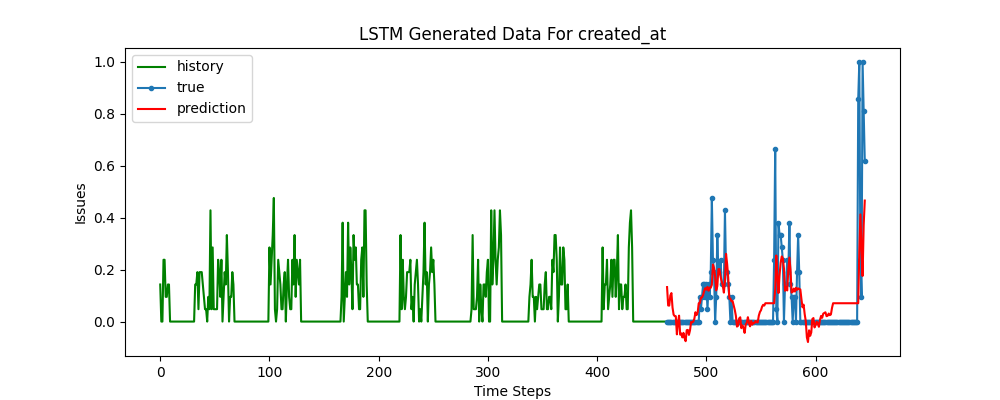 LSTM Generated Data For created_at
history
true
prediction
Issues
1.0
0.8
0.6
0.4
0.2
0.0
0 100 200 300 400 500 600
Time Steps